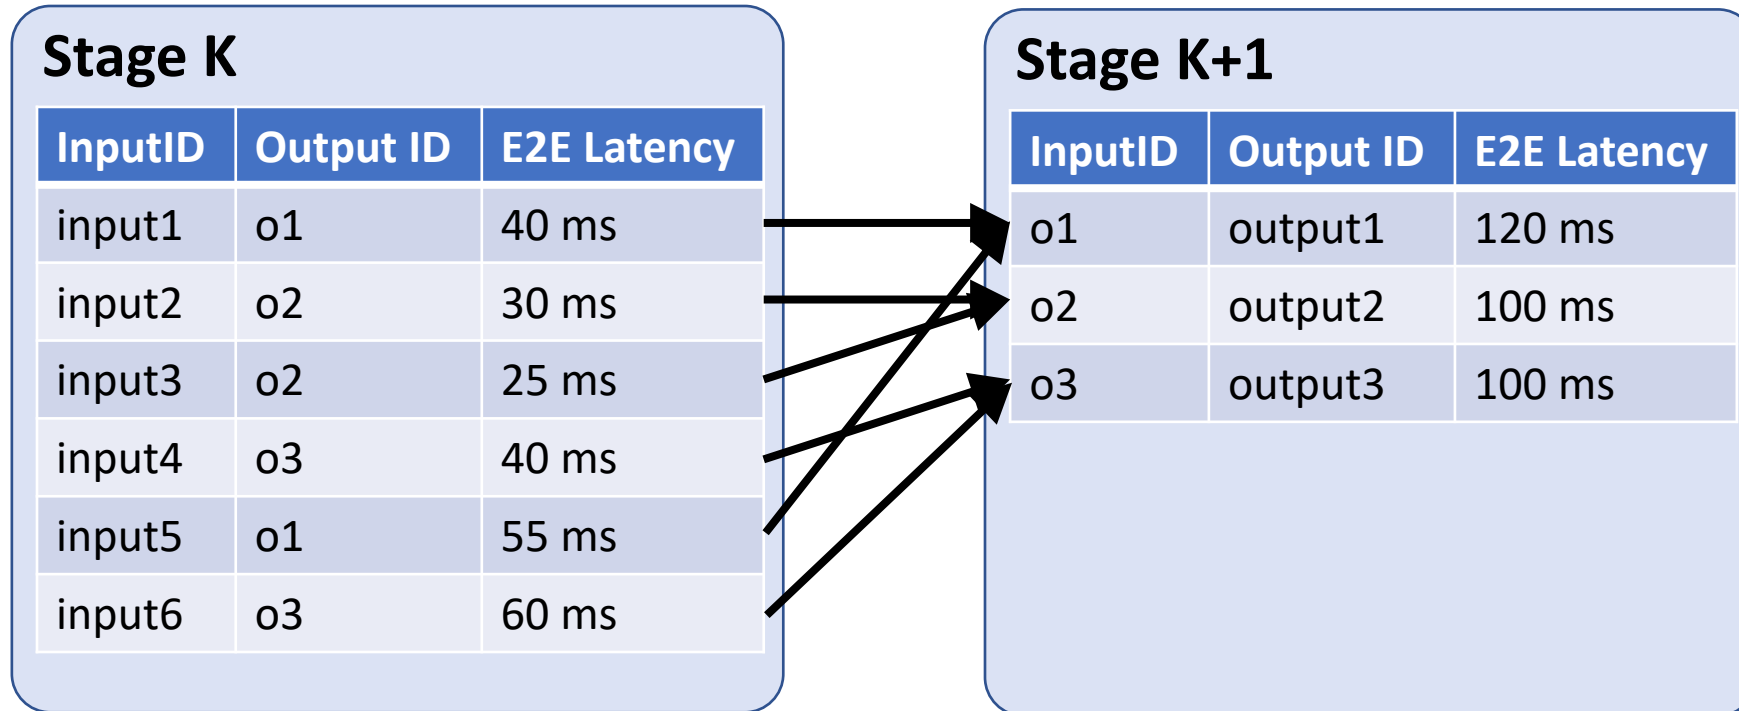 Stage K
InputID Output ID E2E Latency
input1 o1 40 ms
input2 o2 30 ms
input3 o2 25 ms
input4 o3 40 ms
input5 o1 55 ms
input6 o3 60 ms
Stage K+1
InputID Output ID E2E Latency
o1 output1 120 ms
o2 output2 100 ms
o3 output3 100 ms